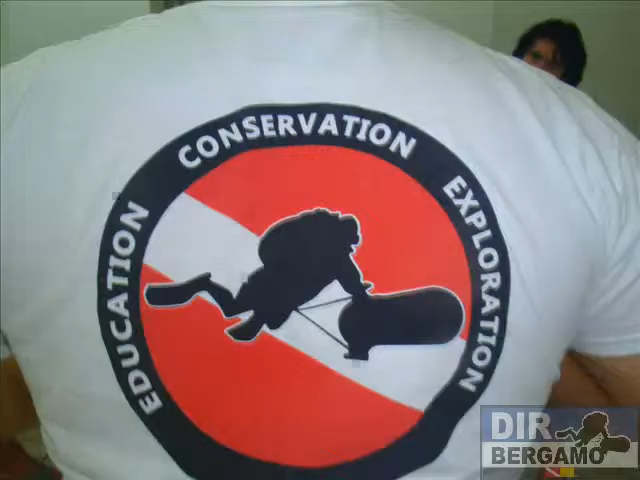 EDUCATION
CONSERVATION
EXPLORATION
DIR
BERGAMO